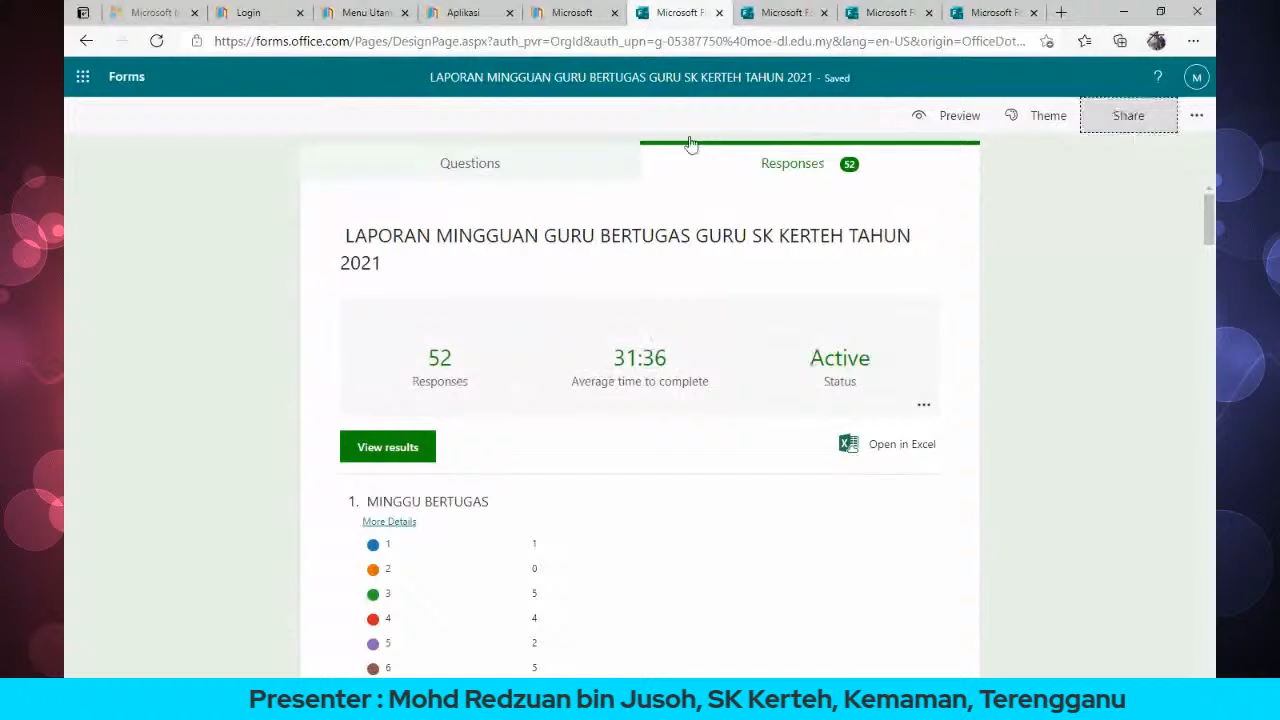 Microsoft (
Login
Menu Utam
Aplikasi
Microsoft
Microsoft F
Microsoft F
Microsoft F
Microsoft F
https://forms.office.com/Pages/DesignPage.aspx?auth_pvr=OrgId&auth_upn=g-05387750%40moe-dl.edu.my&lang=en-US&origin=OfficeDot...
Forms
LAPORAN MINGGUAN GURU BERTUGAS GURU SK KERTEH TAHUN 2021 - Saved
? M
Preview
Theme
Share
Questions
Responses 52
LAPORAN MINGGUAN GURU BERTUGAS GURU SK KERTEH TAHUN
2021
52
Responses
31:36
Average time to complete
Active
Status
View results
Open in Excel
1. MINGGU BERTUGAS
More Details
1 1
2 0
3 5
4 4
5 2
6 5
Presenter : Mohd Redzuan bin Jusoh, SK Kerteh, Kemaman, Terengganu